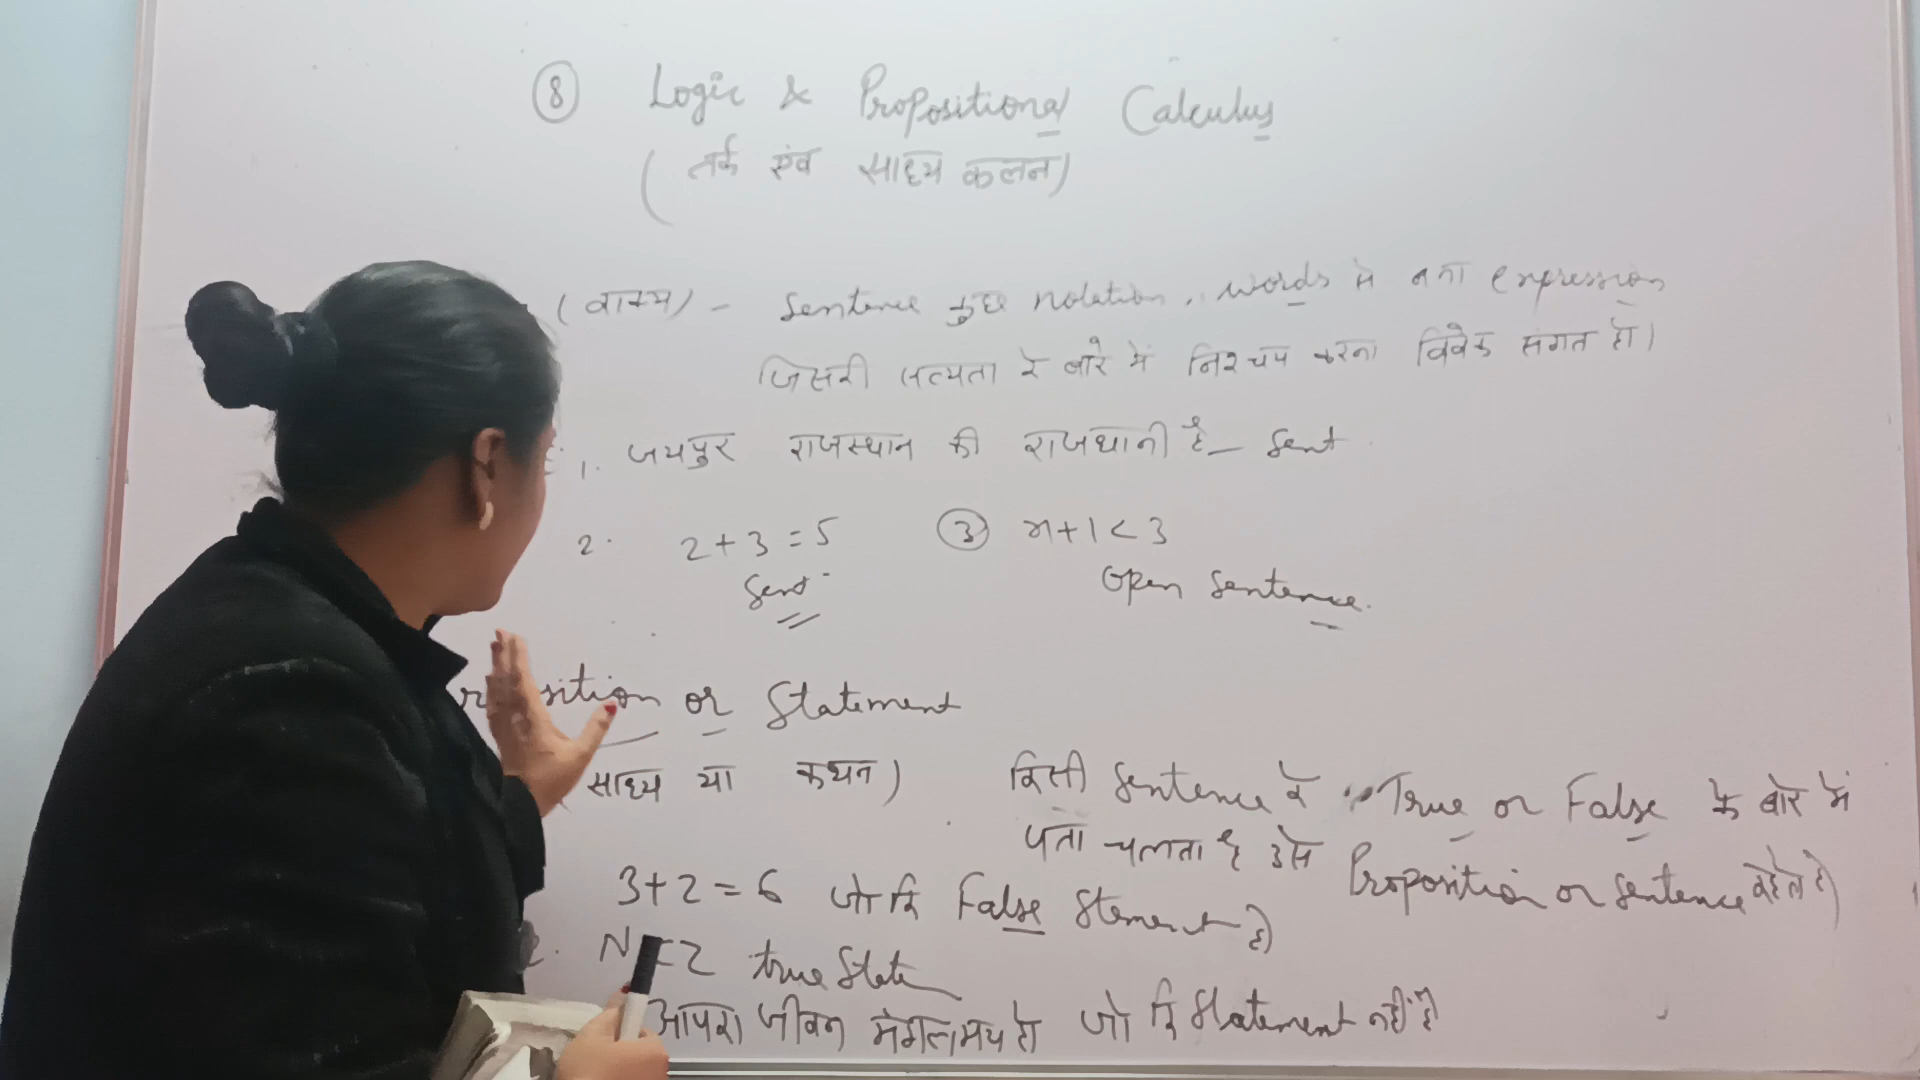 ⑧ Logic & Propositional Calculus
(तर्क एंव साध्य कलन)
(वाक्य) - Sentence कुछ notation, words से बना expression
जिसकी सत्यता के बारे में निश्चय करना विवेक संगत हो।
1. जयपुर राजस्थान की राजधानी है - Sent
2. 2+3=5 ③ x+1<3
Sent. Open Sentence.
sition or Statement
साध्य या कथन) किसी Sentence के True or False के बारे में
पता चलता है उसे Proposition or Sentence कहते है)
3+2=6 जो कि False Stement है)
2. N Z true State
आपका जीवन मंगलमय हो जो कि Statement नहीं है